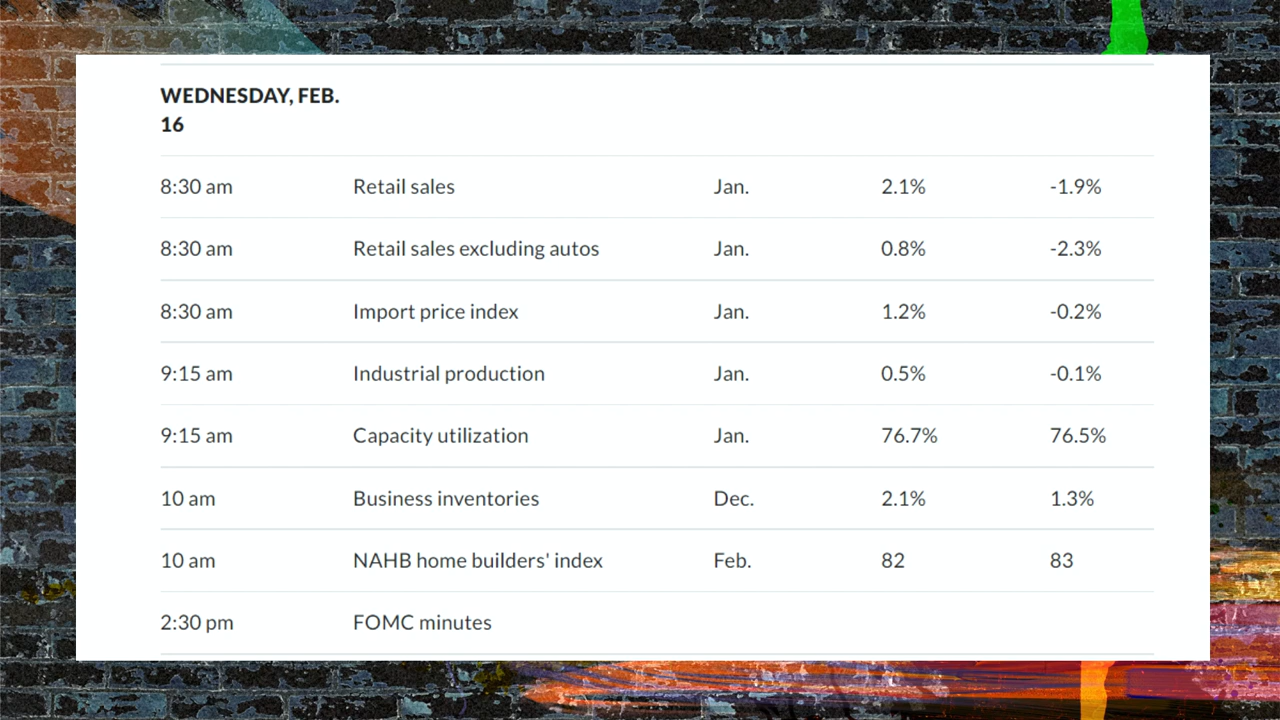 WEDNESDAY, FEB.
16
8:30 am Retail sales Jan. 2.1% -1.9%
8:30 am Retail sales excluding autos Jan. 0.8% -2.3%
8:30 am Import price index Jan. 1.2% -0.2%
9:15 am Industrial production Jan. 0.5% -0.1%
9:15 am Capacity utilization Jan. 76.7% 76.5%
10 am Business inventories Dec. 2.1% 1.3%
10 am NAHB home builders' index Feb. 82 83
2:30 pm FOMC minutes